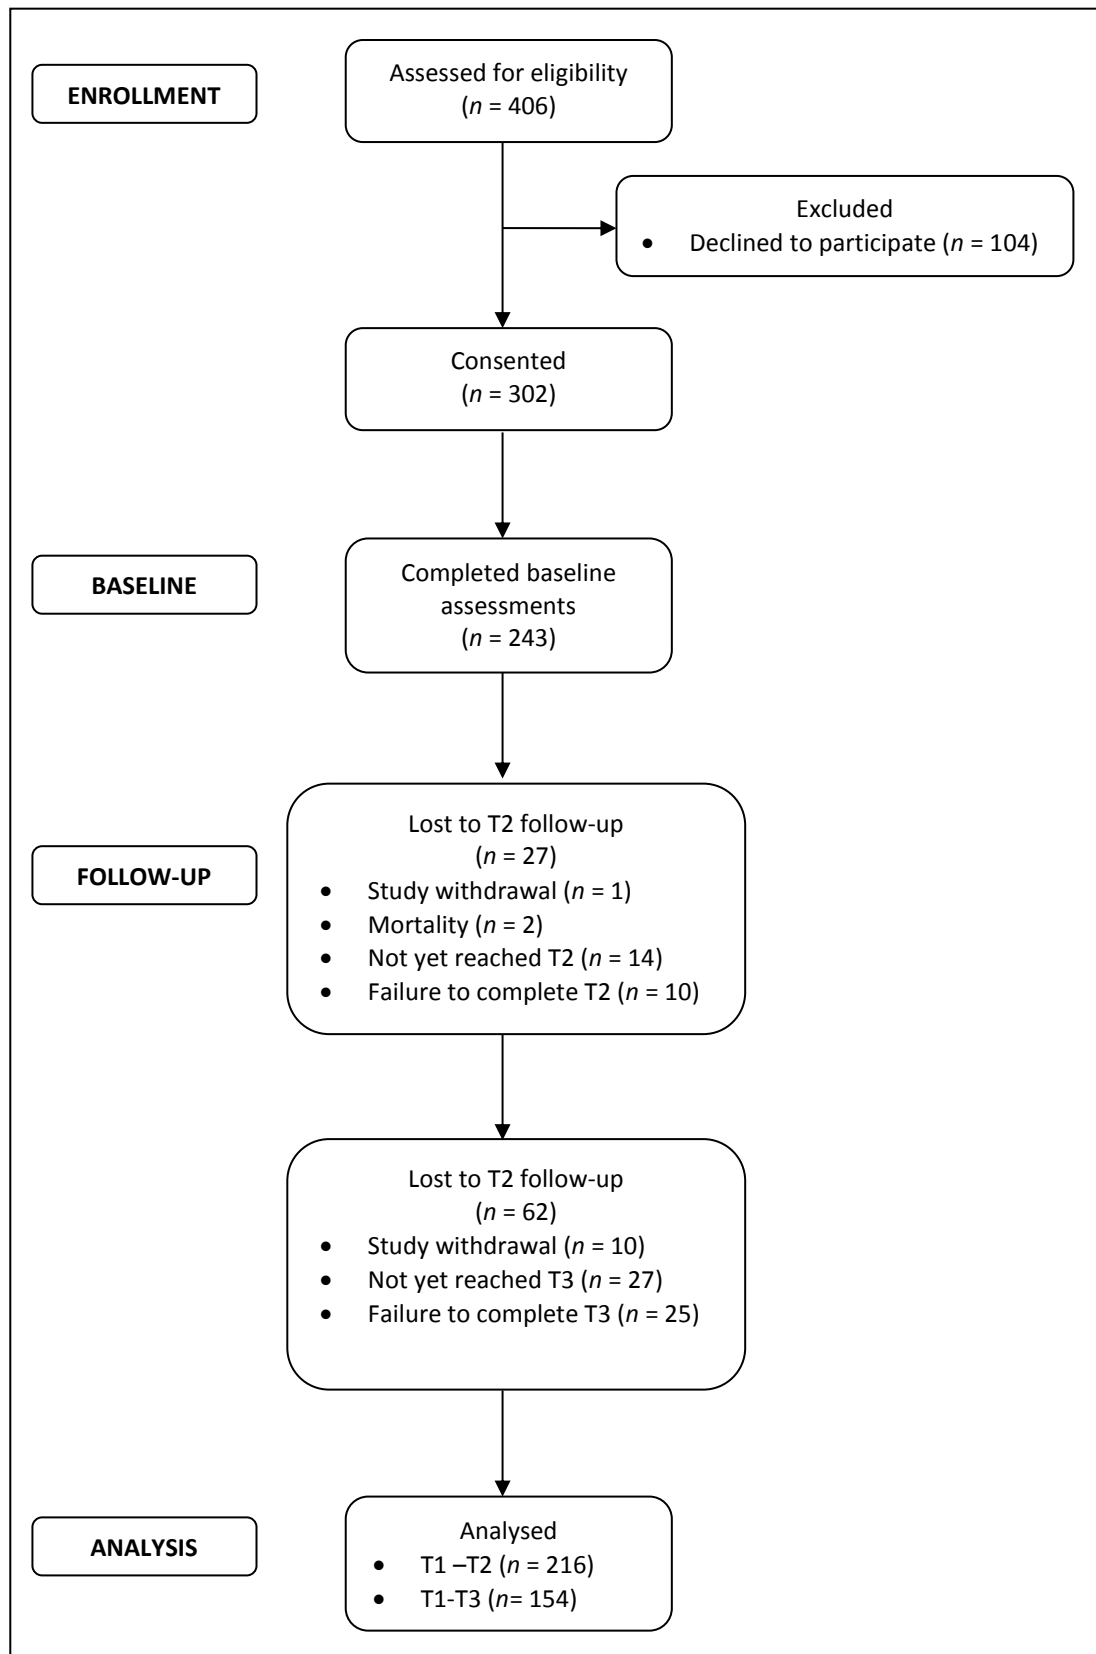 ENROLLMENT
Assessed for eligibility
(n = 406)
Excluded
• Declined to participate (n = 104)
Consented
(n = 302)
BASELINE
Completed baseline
assessments
(n = 243)
FOLLOW-UP
Lost to T2 follow-up
(n = 27)
• Study withdrawal (n = 1)
• Mortality (n = 2)
• Not yet reached T2 (n = 14)
• Failure to complete T2 (n = 10)
Lost to T2 follow-up
(n = 62)
• Study withdrawal (n = 10)
• Not yet reached T3 (n = 27)
• Failure to complete T3 (n = 25)
ANALYSIS
Analysed
• T1 –T2 (n = 216)
• T1-T3 (n= 154)